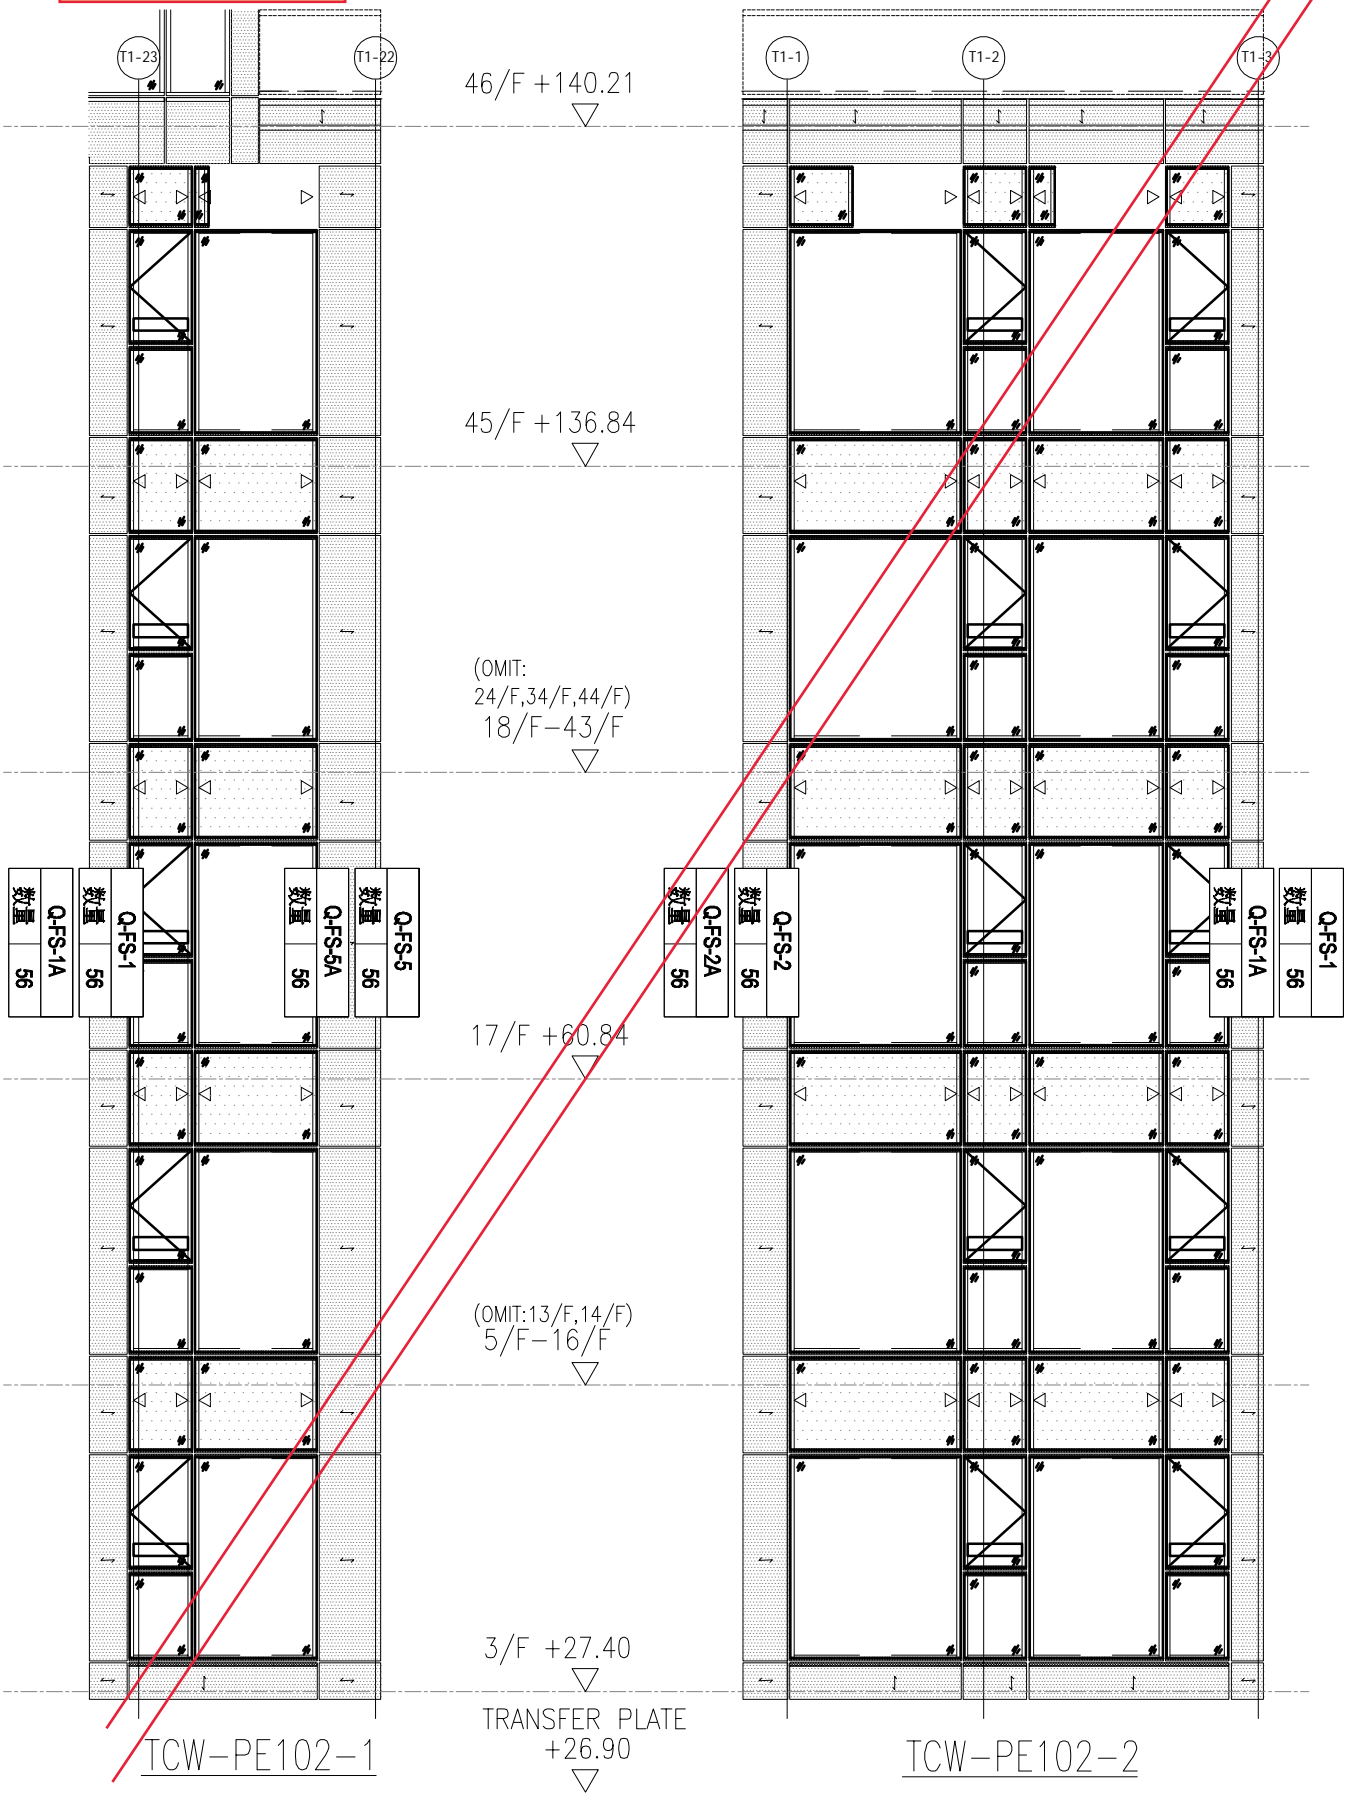 T1-23
T1-22
T1-1
T1-2
T1-3
46/F +140.21
45/F +136.84
(OMIT:
24/F,34/F,44/F)
18/F-43/F
Q-FS-1A
数量 56
Q-FS-1
数量 56
Q-FS-5A
数量 56
Q-FS-5
数量 56
Q-FS-2A
数量 56
Q-FS-2
数量 56
Q-FS-1A
数量 56
Q-FS-1
数量 56
17/F +60.84
(OMIT:13/F,14/F)
5/F-16/F
3/F +27.40
TRANSFER PLATE
+26.90
TCW-PE102-1
TCW-PE102-2